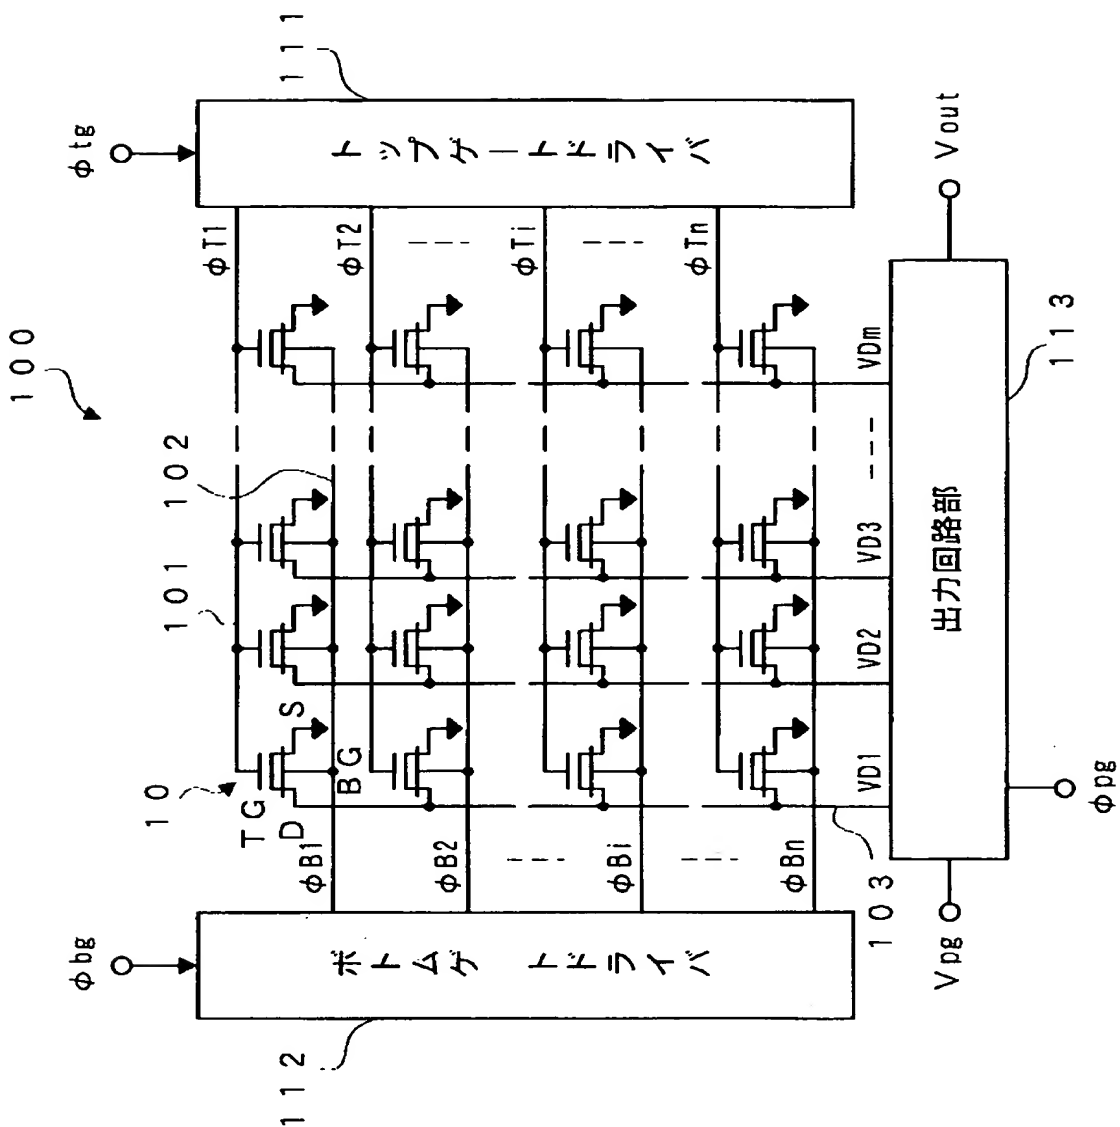 100
111
φtg
トップゲートドライバ
φT1
φT2
φTi
φTn
102
101
10
TG
D
S
BG
φB1
φB2
φBi
φBn
φbg
ボトムゲ トドライバ
112
VD1
VD2
VD3
VDm
103
出力回路部
113
Vout
Vpg
φpg